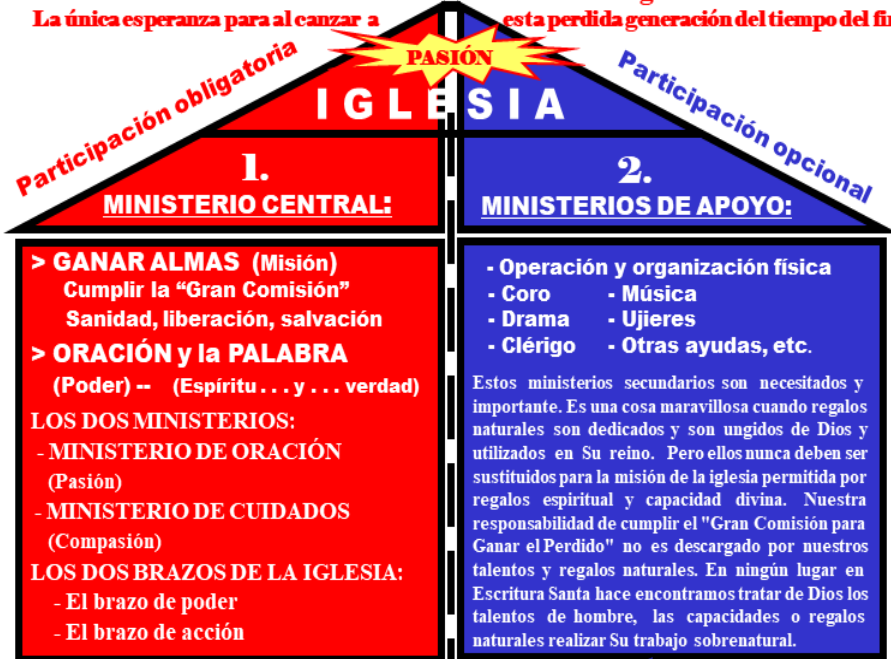 La única esperanza para al canzar a esta perdida generación del tiempo del fin
PASIÓN
Participación obligatoria
Participación opcional
IGLESIA
1.
MINISTERIO CENTRAL:
> GANAR ALMAS (Misión)
Cumplir la “Gran Comisión”
Sanidad, liberación, salvación
> ORACIÓN y la PALABRA
(Poder) -- (Espíritu . . . y . . . verdad)
LOS DOS MINISTERIOS:
- MINISTERIO DE ORACIÓN
(Pasión)
- MINISTERIO DE CUIDADOS
(Compasión)
LOS DOS BRAZOS DE LA IGLESIA:
- El brazo de poder
- El brazo de acción
2.
MINISTERIOS DE APOYO:
- Operación y organización física
- Coro - Música
- Drama - Ujieres
- Clérigo - Otras ayudas, etc.
Estos ministerios secundarios son necesitados y
importante. Es una cosa maravillosa cuando regalos
naturales son dedicados y son ungidos de Dios y
utilizados en Su reino. Pero ellos nunca deben ser
sustituidos para la misión de la iglesia permitida por
regalos espiritual y capacidad divina. Nuestra
responsabilidad de cumplir el "Gran Comisión para
Ganar el Perdido" no es descargado por nuestros
talentos y regalos naturales. En ningún lugar en
Escritura Santa hace encontramos tratar de Dios los
talentos de hombre, las capacidades o regalos
naturales realizar Su trabajo sobrenatural.